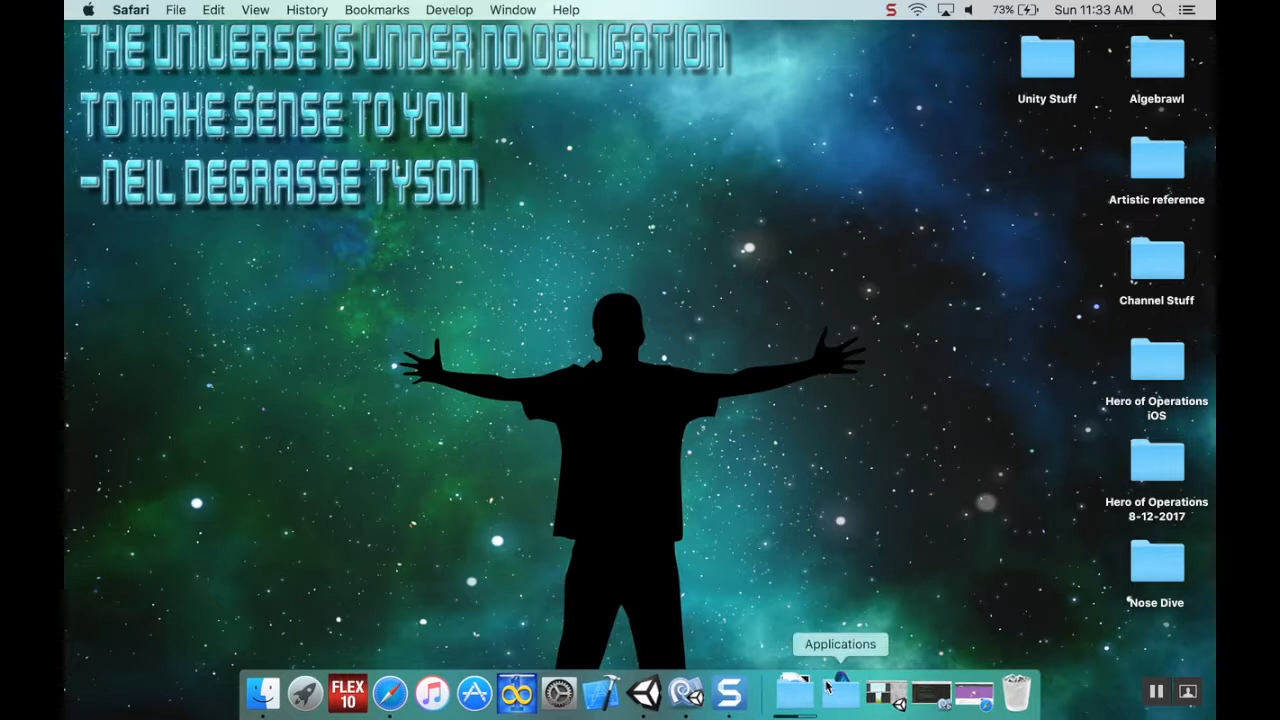 Safari File Edit View History Bookmarks Develop Window Help
S 73% Sun 11:33 AM
THE UNIVERSE IS UNDER NO OBLIGATION
TO MAKE SENSE TO YOU
-NEIL DEGRASSE TYSON
Unity Stuff
Algebrawl
Artistic reference
Channel Stuff
Hero of Operations
iOS
Hero of Operations
8-12-2017
Nose Dive
Applications
FLEX
10
S